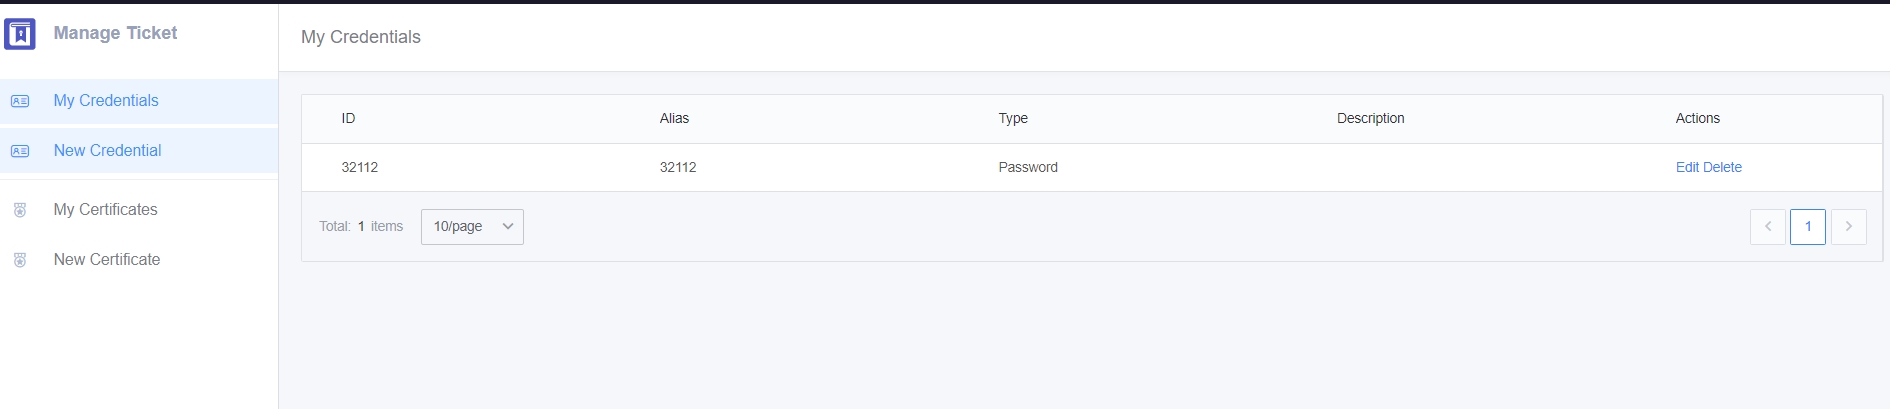 Manage Ticket
My Credentials
New Credential
My Certificates
New Certificate
My Credentials
ID Alias Type Description Actions
32112 32112 Password Edit Delete
Total: 1 items 10/page 1